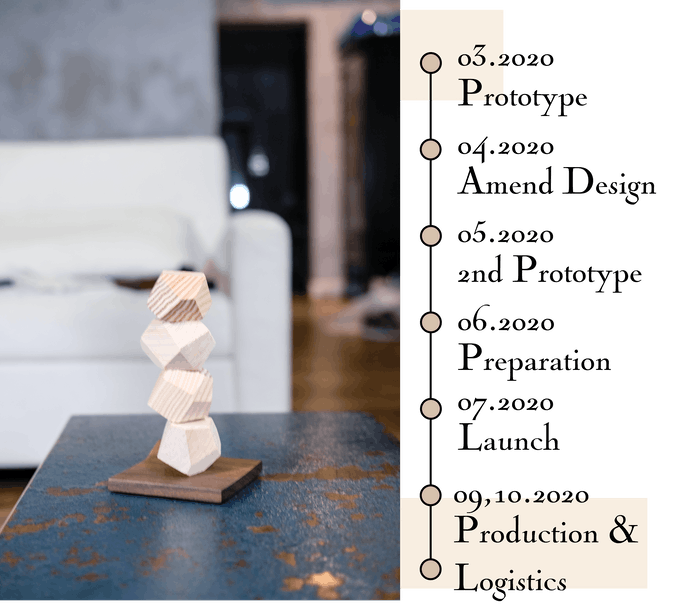 03.2020
Prototype
04.2020
Amend Design
05.2020
2nd Prototype
06.2020
Preparation
07.2020
Launch
09,10.2020
Production &
Logistics